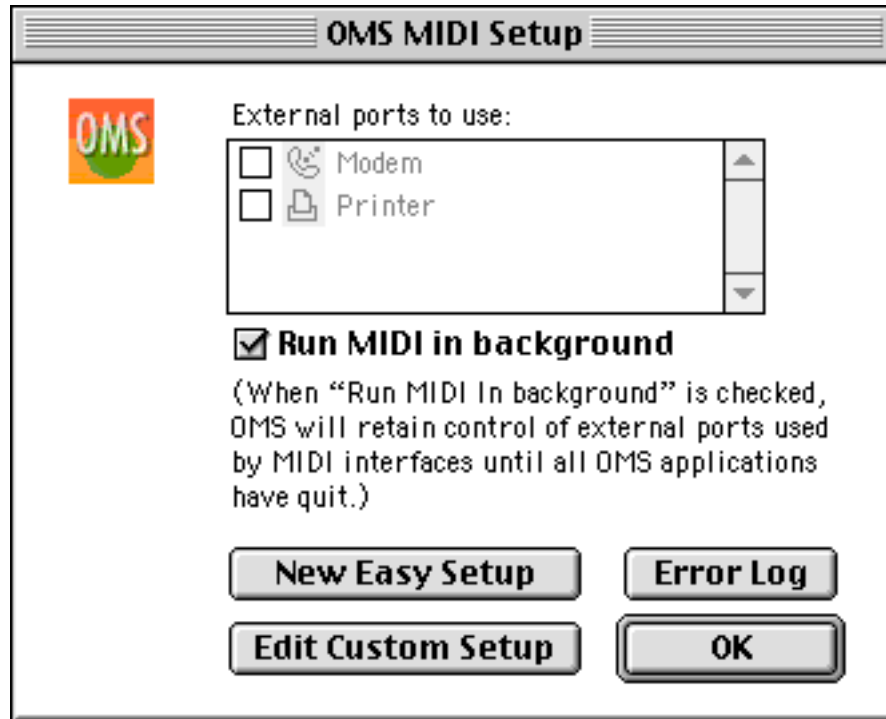 OMS MIDI Setup
OMS
External ports to use:
Modem
Printer
Run MIDI in background
(When “Run MIDI In background” is checked,
OMS will retain control of external ports used
by MIDI interfaces until all OMS applications
have quit.)
New Easy Setup
Error Log
Edit Custom Setup
OK